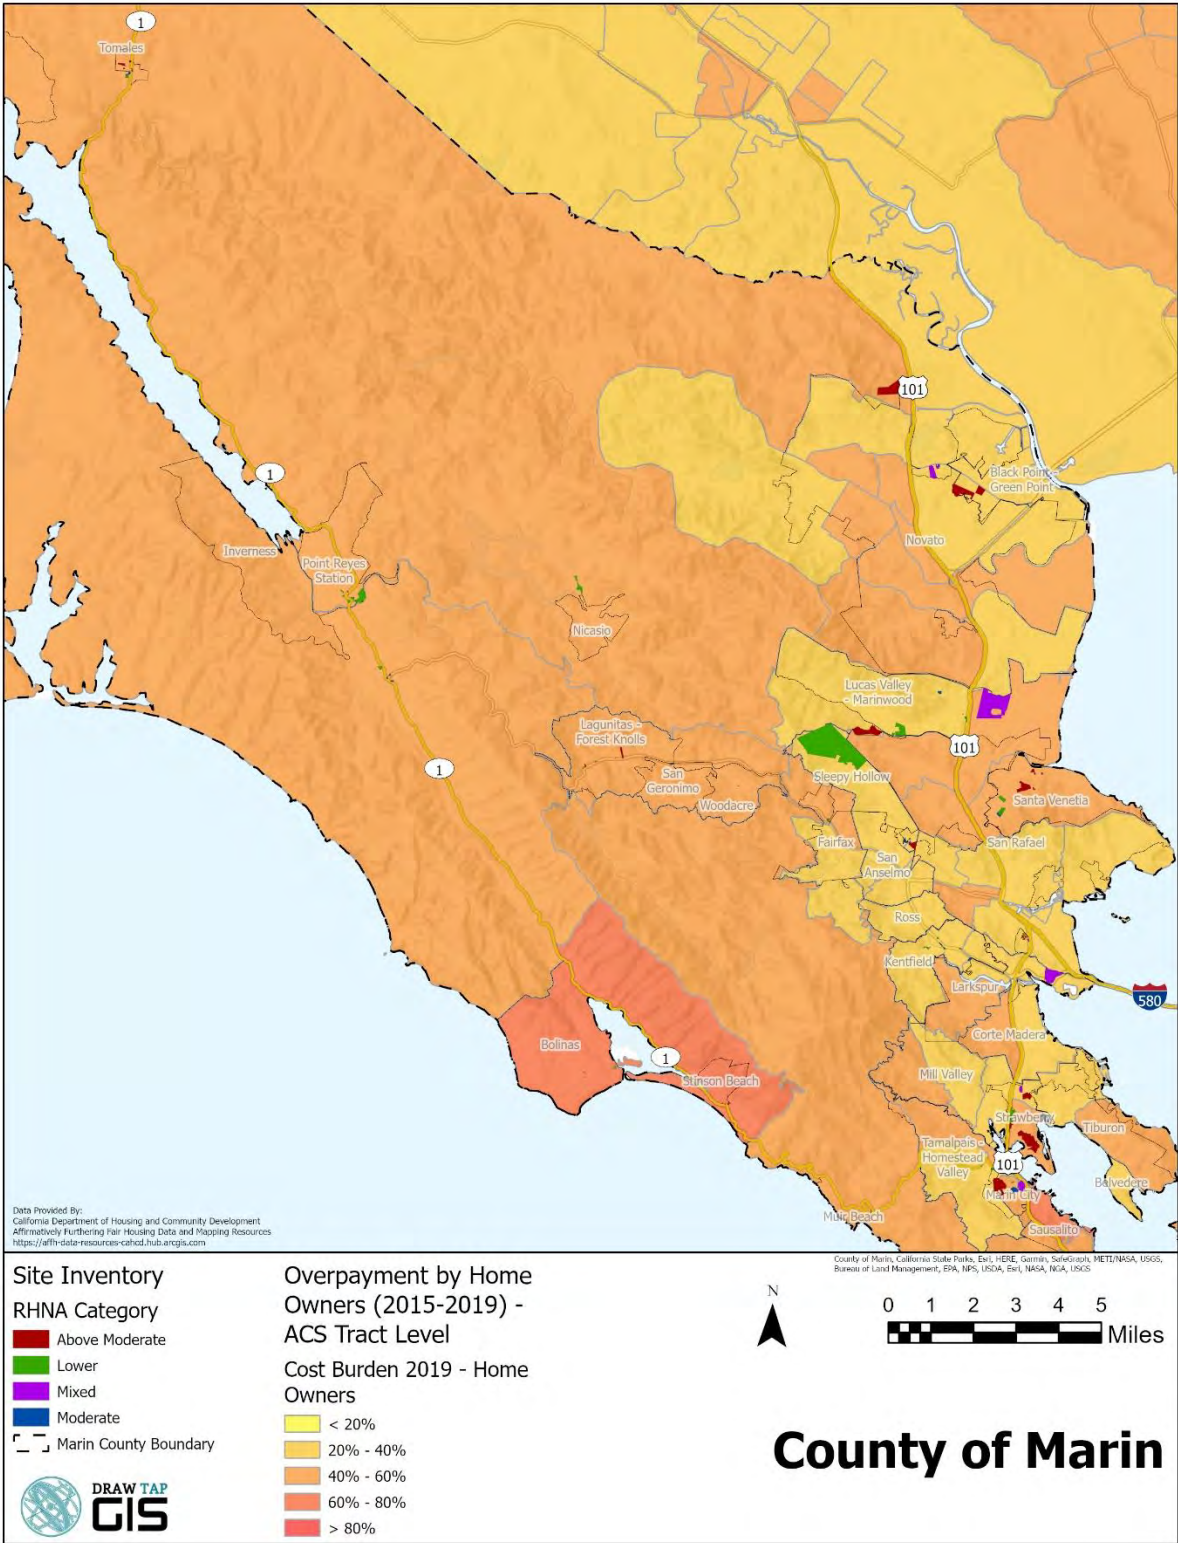 1
Tomales
101
Black Point -
Green Point
1
Novato
Inverness
Point Reyes
Station
Nicasio
Lucas Valley
- Marinwood
Lagunitas -
Forest Knolls
101
1
San
Geronimo
Sleepy Hollow
Woodacre
Santa Venetia
Fairfax
San Rafael
San
Anselmo
Ross
Kentfield
Larkspur
580
Corte Madera
Bolinas
1
Stinson Beach
Mill Valley
Strawberry
Tiburon
Tamalpais -
Homestead
Valley
101
Belvedere
Marin City
Muir Beach
Sausalito
Data Provided By:
California Department of Housing and Community Development
Affirmatively Furthering Fair Housing Data and Mapping Resources
https://affh-data-resources-cahcd.hub.arcgis.com
County of Marin, California State Parks, Esri, HERE, Garmin, SafeGraph, METI/NASA, USGS,
Bureau of Land Management, EPA, NPS, USDA, Esri, NASA, NGA, USGS
Site Inventory
RHNA Category
Above Moderate
Lower
Mixed
Moderate
Marin County Boundary
DRAW TAP
GIS
Overpayment by Home
Owners (2015-2019) -
ACS Tract Level
Cost Burden 2019 - Home
Owners
< 20%
20% - 40%
40% - 60%
60% - 80%
> 80%
N
0 1 2 3 4 5
Miles
County of Marin